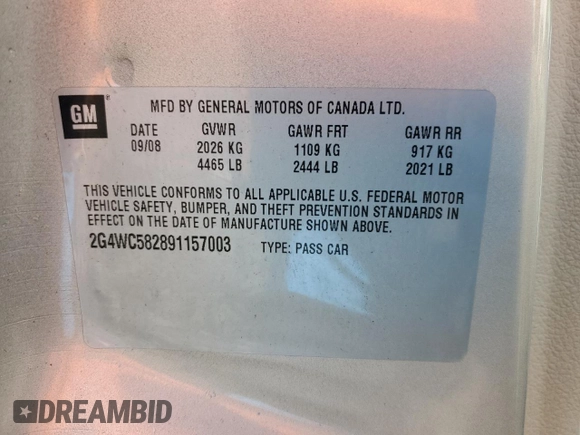 GM
MFD BY GENERAL MOTORS OF CANADA LTD.
DATE GVWR GAWR FRT GAWR RR
09/08 2026 KG 1109 KG 917 KG
4465 LB 2444 LB 2021 LB
THIS VEHICLE CONFORMS TO ALL APPLICABLE U.S. FEDERAL MOTOR
VEHICLE SAFETY, BUMPER, AND THEFT PREVENTION STANDARDS IN
EFFECT ON THE DATE OF MANUFACTURE SHOWN ABOVE.
2G4WC582891157003 TYPE: PASS CAR
DREAMBID